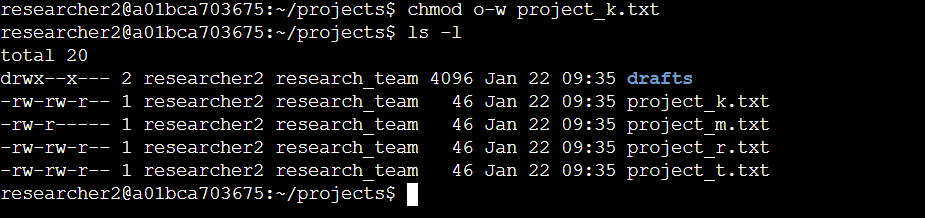 researcher2@a01bca703675:~/projects$ chmod o-w project_k.txt
researcher2@a01bca703675:~/projects$ ls -l
total 20
drwx--x--- 2 researcher2 research_team 4096 Jan 22 09:35 drafts
-rw-rw-r-- 1 researcher2 research_team   46 Jan 22 09:35 project_k.txt
-rw-r----- 1 researcher2 research_team   46 Jan 22 09:35 project_m.txt
-rw-rw-r-- 1 researcher2 research_team   46 Jan 22 09:35 project_r.txt
-rw-rw-r-- 1 researcher2 research_team   46 Jan 22 09:35 project_t.txt
researcher2@a01bca703675:~/projects$